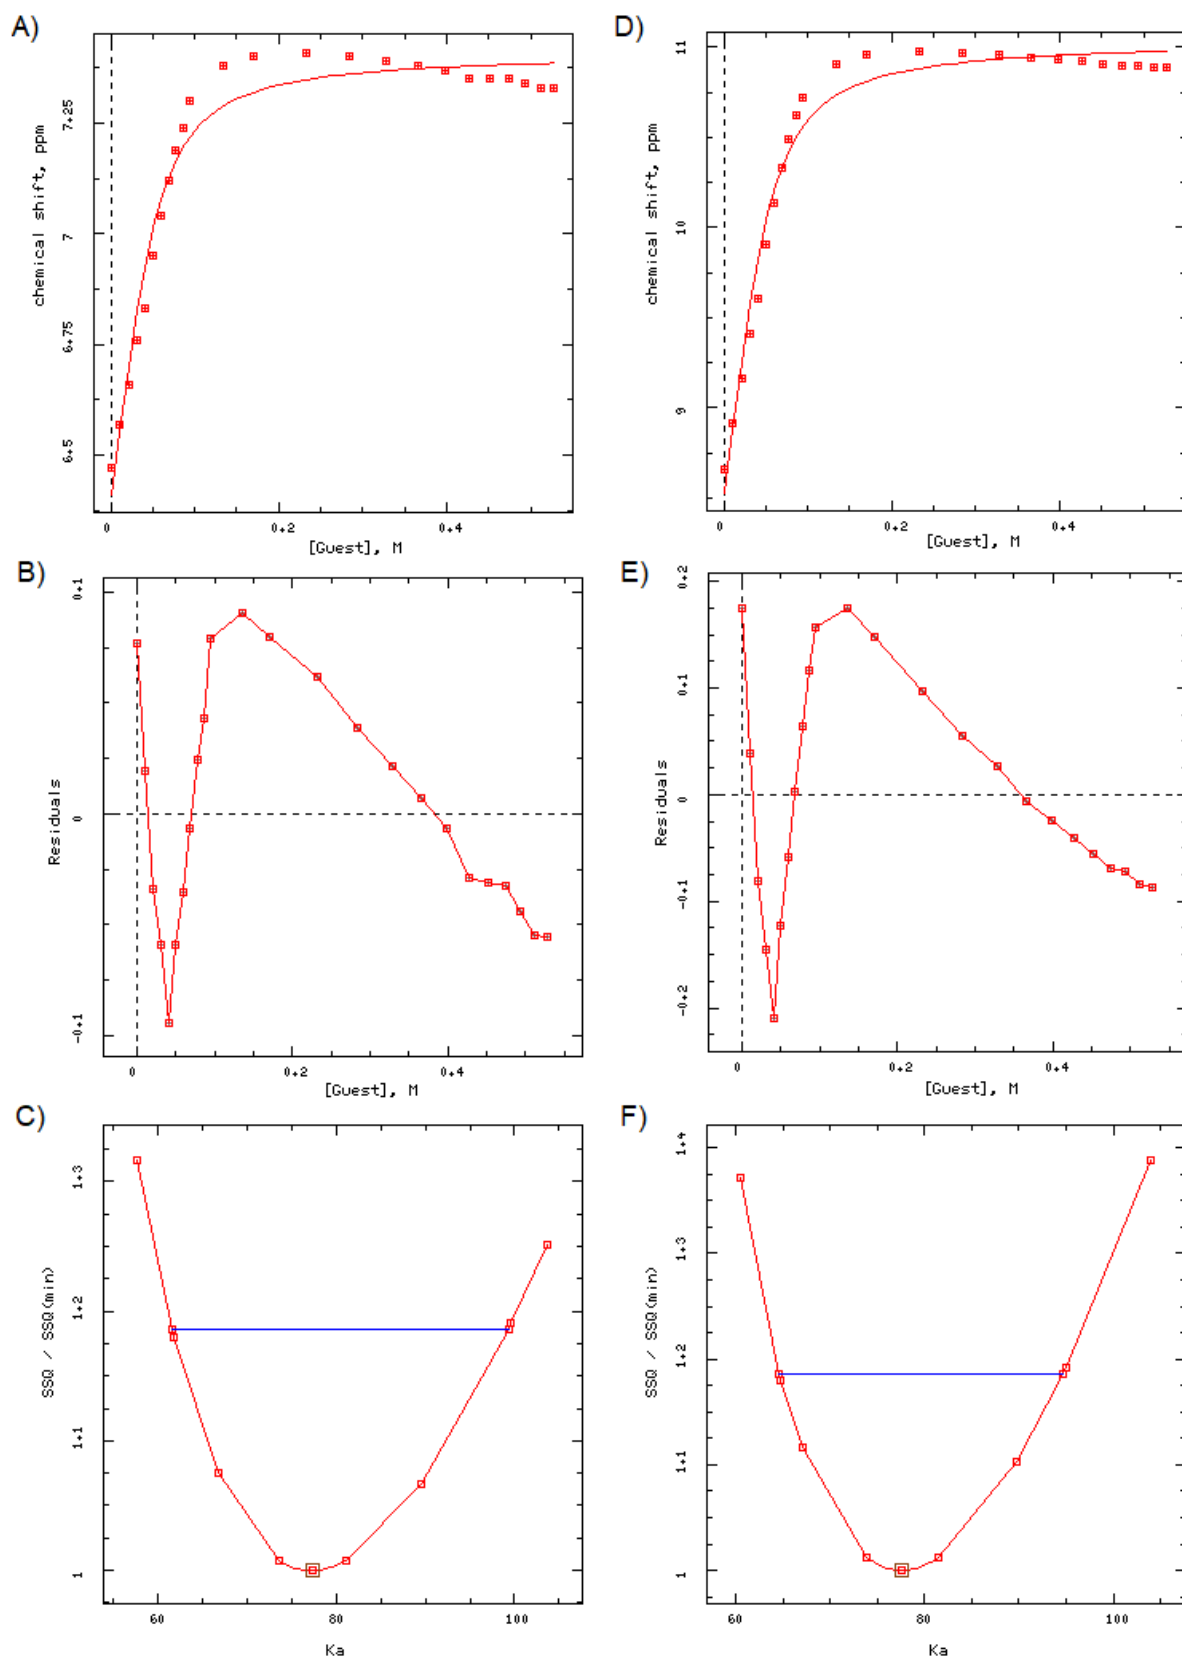 A)
chemical shift, ppm
7+25
7
6+75
6+5
0
0+2
0+4
[Guest], M
D)
chemical shift, ppm
11
10
9
0
0+2
0+4
[Guest], M
B)
Residuals
0+1
0
-0+1
0
0+2
0+4
[Guest], M
E)
Residuals
0+2
0+1
0
-0+1
-0+2
0
0+2
0+4
[Guest], M
C)
SSQ / SSQ(min)
1+3
1+2
1+1
1
60
80
100
Ka
F)
SSQ / SSQ(min)
1+4
1+3
1+2
1+1
1
60
80
100
Ka